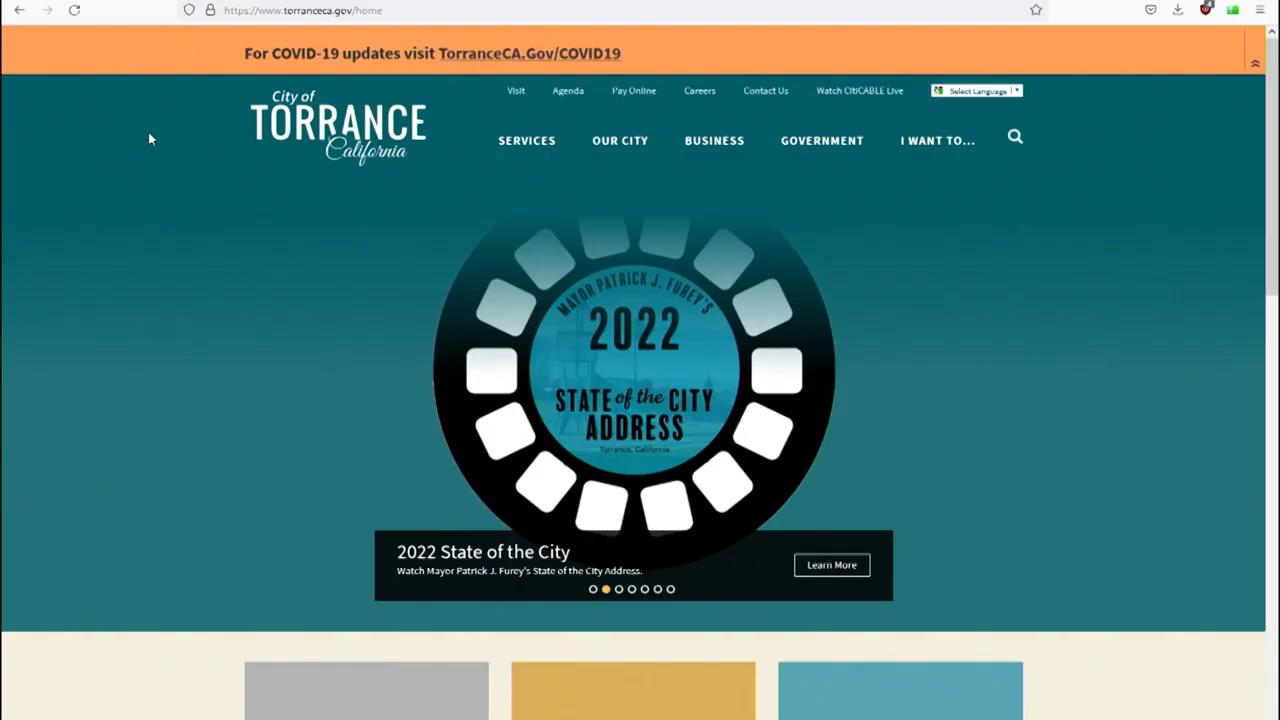 https://www.torranceca.gov/home
4
For COVID-19 updates visit TorranceCA.Gov/COVID19
Visit
Agenda
Pay Online
Careers
Contact Us
Watch CitiCABLE Live
Select Language
City of
TORRANCE
California
SERVICES
OUR CITY
BUSINESS
GOVERNMENT
I WANT TO...
MAYOR PATRICK J. FUREY'S
2022
STATE of the CITY
ADDRESS
Torrance, California
2022 State of the City
Watch Mayor Patrick J. Furey's State of the City Address.
Learn More